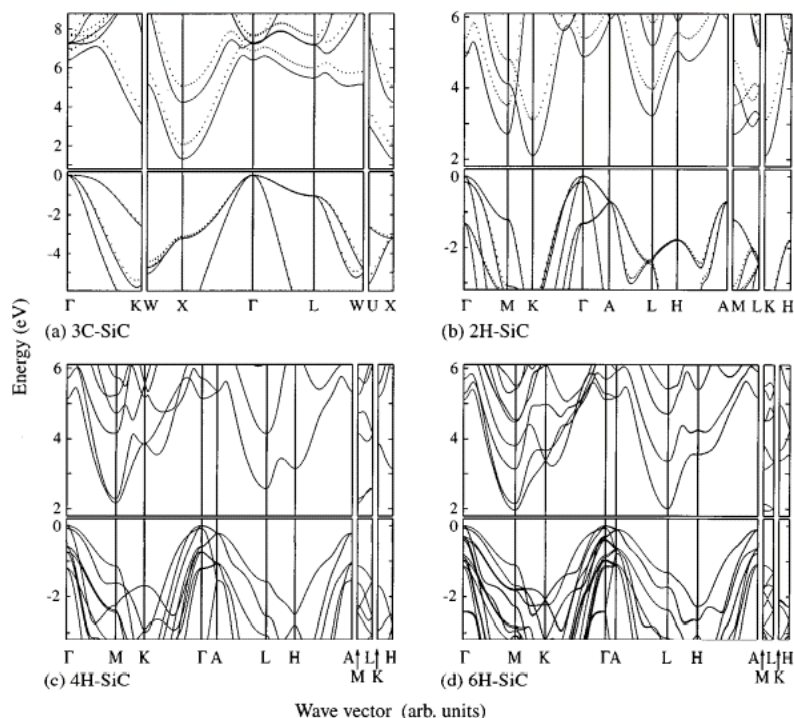 8
6
4
2
0
-2
-4
Γ K W X Γ L W U X
(a) 3C-SiC
6
4
2
0
-2
Γ M K Γ A L H A M L K H
(b) 2H-SiC
Energy (eV)
6
4
2
0
-2
Γ M K Γ A L H A L H
M K
(c) 4H-SiC
6
4
2
0
-2
Γ M K Γ A L H A L H
M K
(d) 6H-SiC
Wave vector (arb. units)